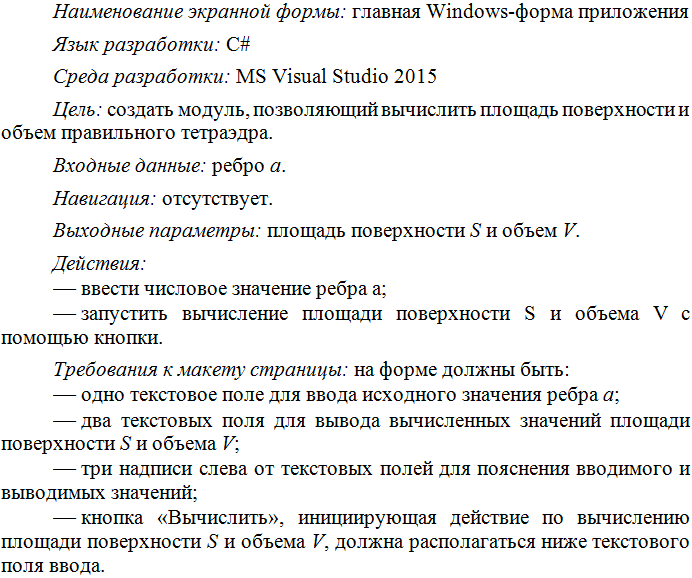 Наименование экранной формы: главная Windows-форма приложения
Язык разработки: C#
Среда разработки: MS Visual Studio 2015
Цель: создать модуль, позволяющий вычислить площадь поверхности и
объем правильного тетраэдра.
Входные данные: ребро a.
Навигация: отсутствует.
Выходные параметры: площадь поверхности S и объем V.
Действия:
— ввести числовое значение ребра a;
— запустить вычисление площади поверхности S и объема V с
помощью кнопки.
Требования к макету страницы: на форме должны быть:
— одно текстовое поле для ввода исходного значения ребра a;
— два текстовых поля для вывода вычисленных значений площади
поверхности S и объема V;
— три надписи слева от текстовых полей для пояснения вводимого и
выводимых значений;
— кнопка «Вычислить», инициирующая действие по вычислению
площади поверхности S и объема V, должна располагаться ниже текстового
поля ввода.